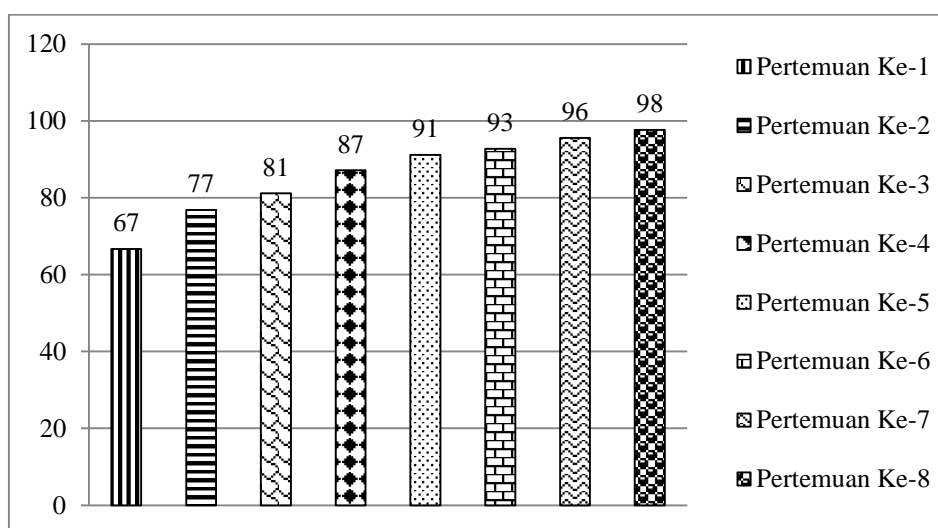 120
100
80
60
40
20
0
67
77
81
87
91
93
96
98
Pertemuan Ke-1
Pertemuan Ke-2
Pertemuan Ke-3
Pertemuan Ke-4
Pertemuan Ke-5
Pertemuan Ke-6
Pertemuan Ke-7
Pertemuan Ke-8